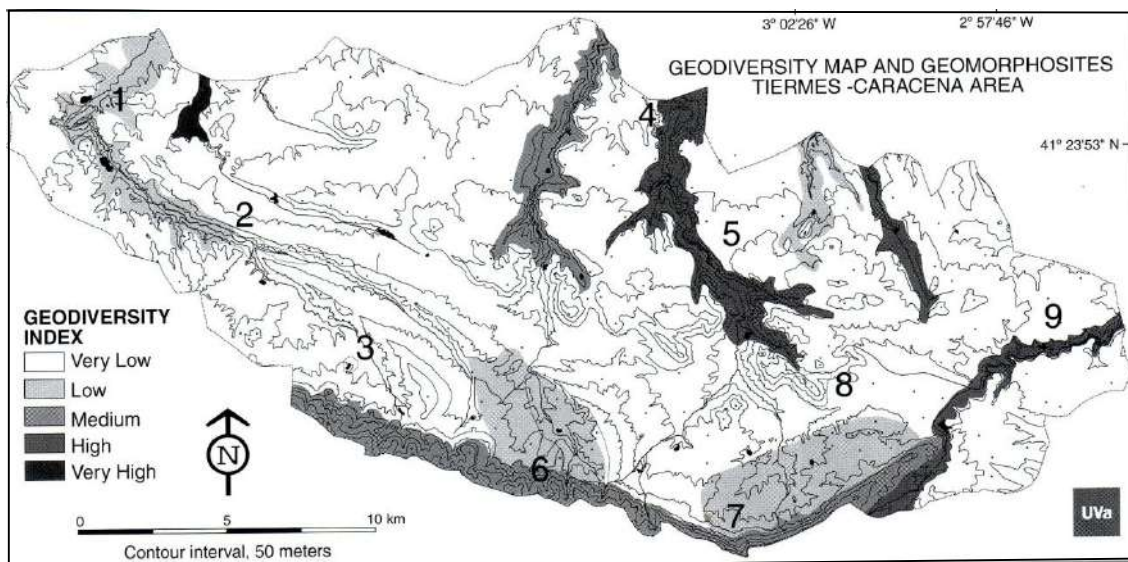 3° 02'26" W
2° 57'46" W
GEODIVERSITY MAP AND GEOMORPHOSITES
TIERMES -CARACENA AREA
41° 23'53" N
1
2
3
4
5
6
7
8
9
GEODIVERSITY
INDEX
Very Low
Low
Medium
High
Very High
N
0
5
10 km
Contour interval, 50 meters
UVa